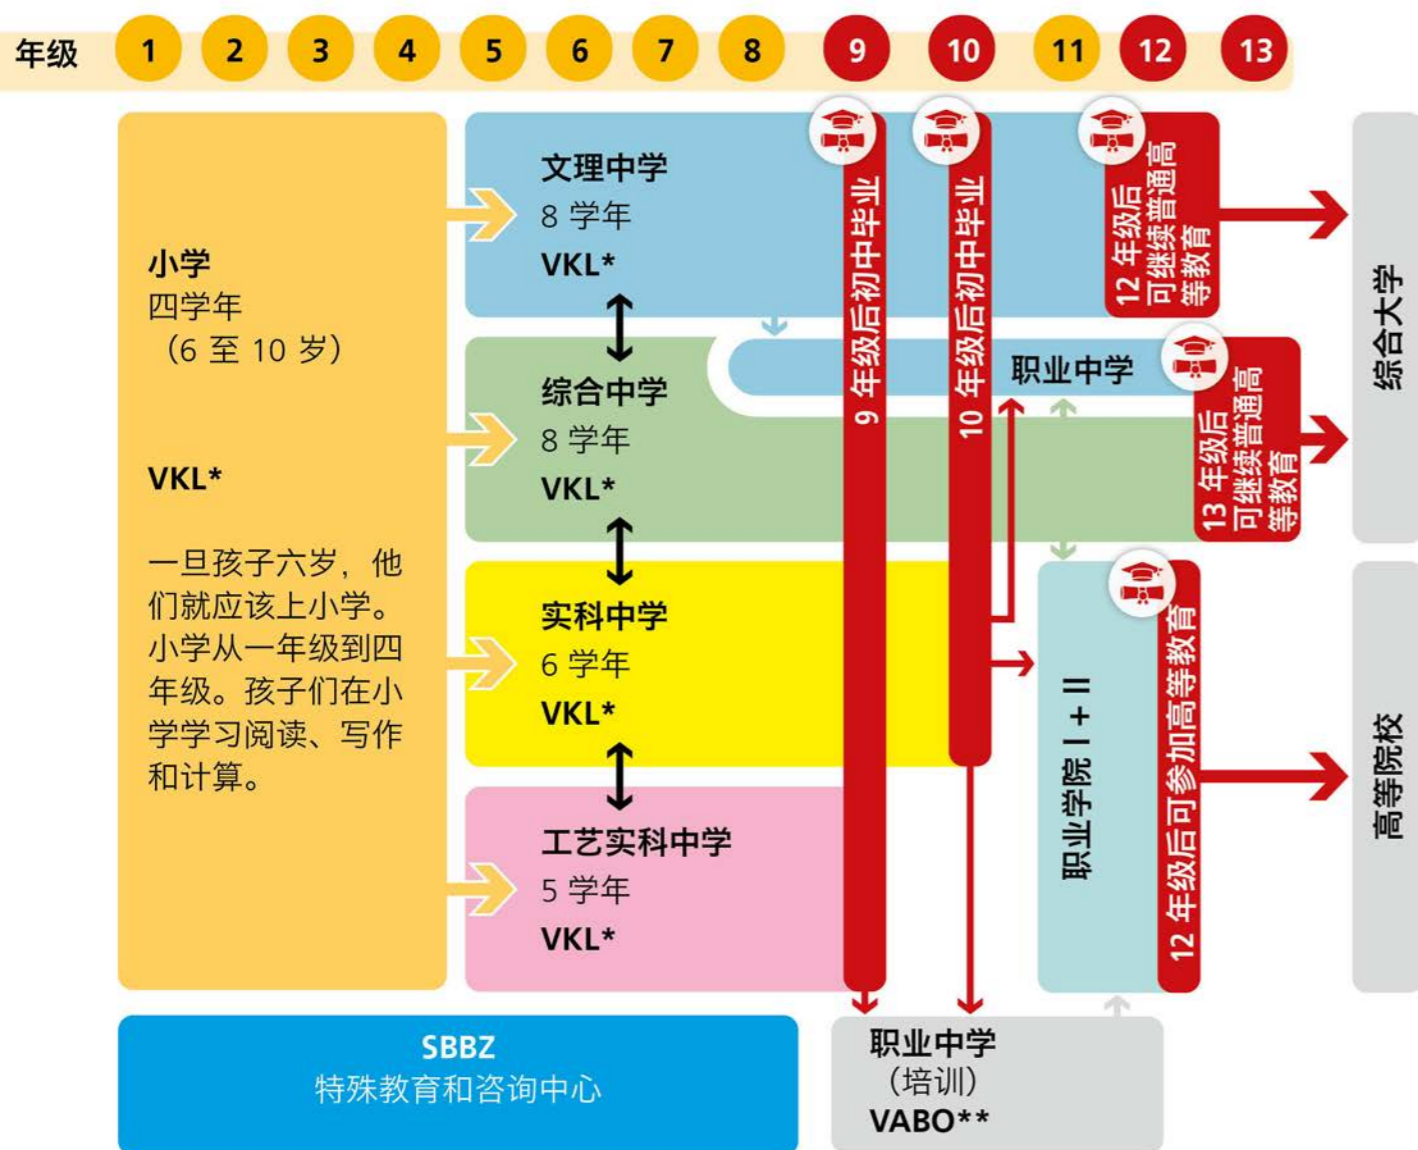 年级 1 2 3 4 5 6 7 8 9 10 11 12 13
小学
四学年
（6 至 10 岁）
VKL*
一旦孩子六岁，他
们就应该上小学。
小学从一年级到四
年级。孩子们在小
学学习阅读、写作
和计算。
文理中学
8 学年
VKL*
综合中学
8 学年
VKL*
实科中学
6 学年
VKL*
工艺实科中学
5 学年
VKL*
9 年级后初中毕业
10 年级后初中毕业
12 年级后
可继续普通高
等教育
职业中学
13 年级后
可继续普通高
等教育
职业学院 I + II
12 年级后可参加高等教育
综合大学
高等院校
SBBZ
特殊教育和咨询中心
职业中学
（培训）
VABO**